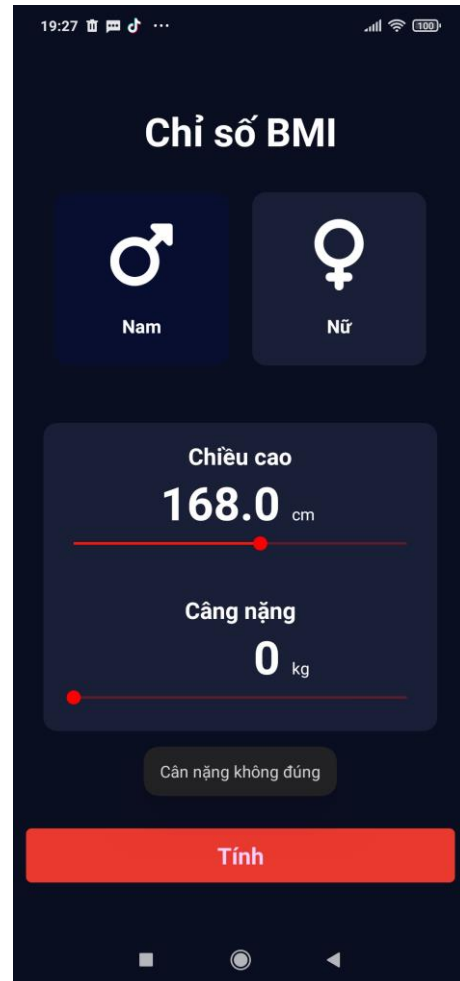 19:27
100
Chỉ số BMI
Nam
Nữ
Chiều cao
168.0 cm
Câng nặng
0 kg
Cân nặng không đúng
Tính